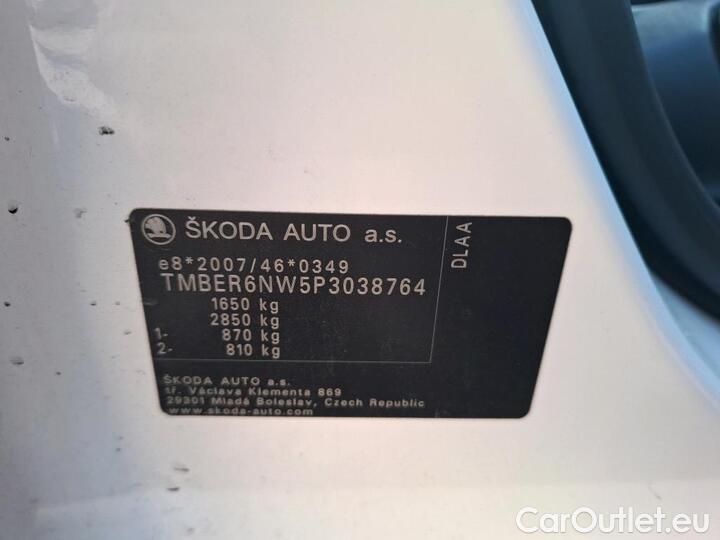 ŠKODA AUTO a.s.
DLAA
e8*2007/46*0349
TMBER6NW5P3038764
1650 kg
2850 kg
1- 870 kg
2- 810 kg
ŠKODA AUTO a.s.
tř. Václava Klementa 869
29301 Mladá Boleslav, Czech Republic
www.skoda-auto.com
CarOutlet.eu